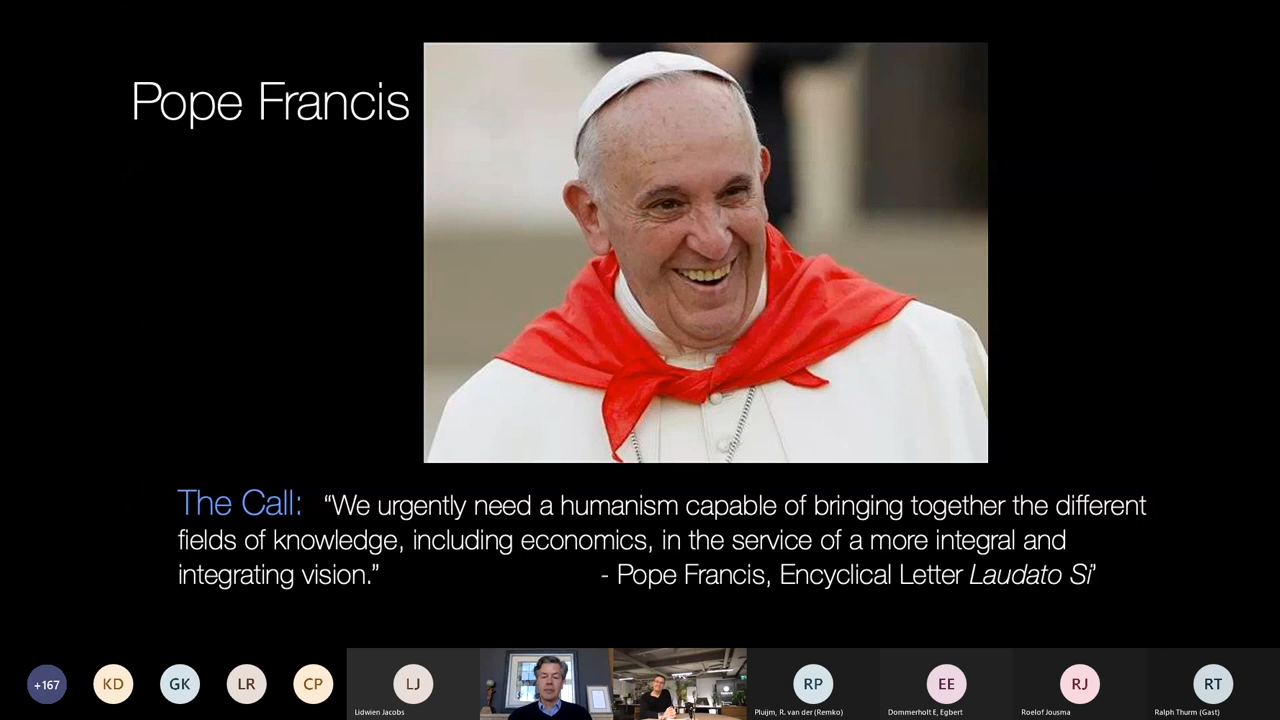 Pope Francis
The Call: “We urgently need a humanism capable of bringing together the different
fields of knowledge, including economics, in the service of a more integral and
integrating vision.” - Pope Francis, Encyclical Letter Laudato Si’
+167 KD GK LR CP LJ RP EE RJ RT
Lidwien Jacobs Pluijm, R. van der (Remko) Dommerholt E, Egbert Roelof Jousma Ralph Thurm (Gast)